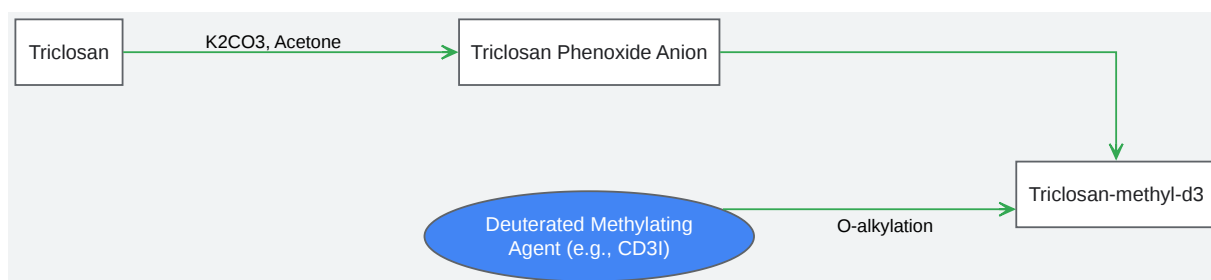 Triclosan
K2CO3, Acetone
Triclosan Phenoxide Anion
Triclosan-methyl-d3
Deuterated Methylating
Agent (e.g., CD3I)
O-alkylation